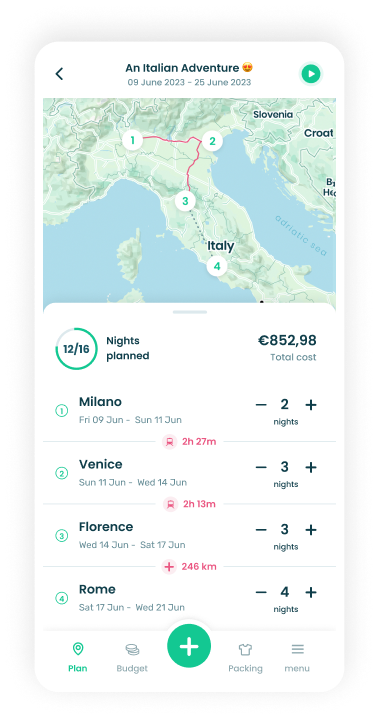 An Italian Adventure 😍
09 June 2023 - 25 June 2023
Slovenia
Croat
1
2
3
adriatic sea
Italy
4
12/16
Nights
planned
€852,98
Total cost
1 Milano − 2 +
Fri 09 Jun - Sun 11 Jun nights
2h 27m
2 Venice − 3 +
Sun 11 Jun - Wed 14 Jun nights
2h 13m
3 Florence − 3 +
Wed 14 Jun - Sat 17 Jun nights
246 km
4 Rome − 4 +
Sat 17 Jun - Wed 21 Jun nights
Plan Budget + Packing menu